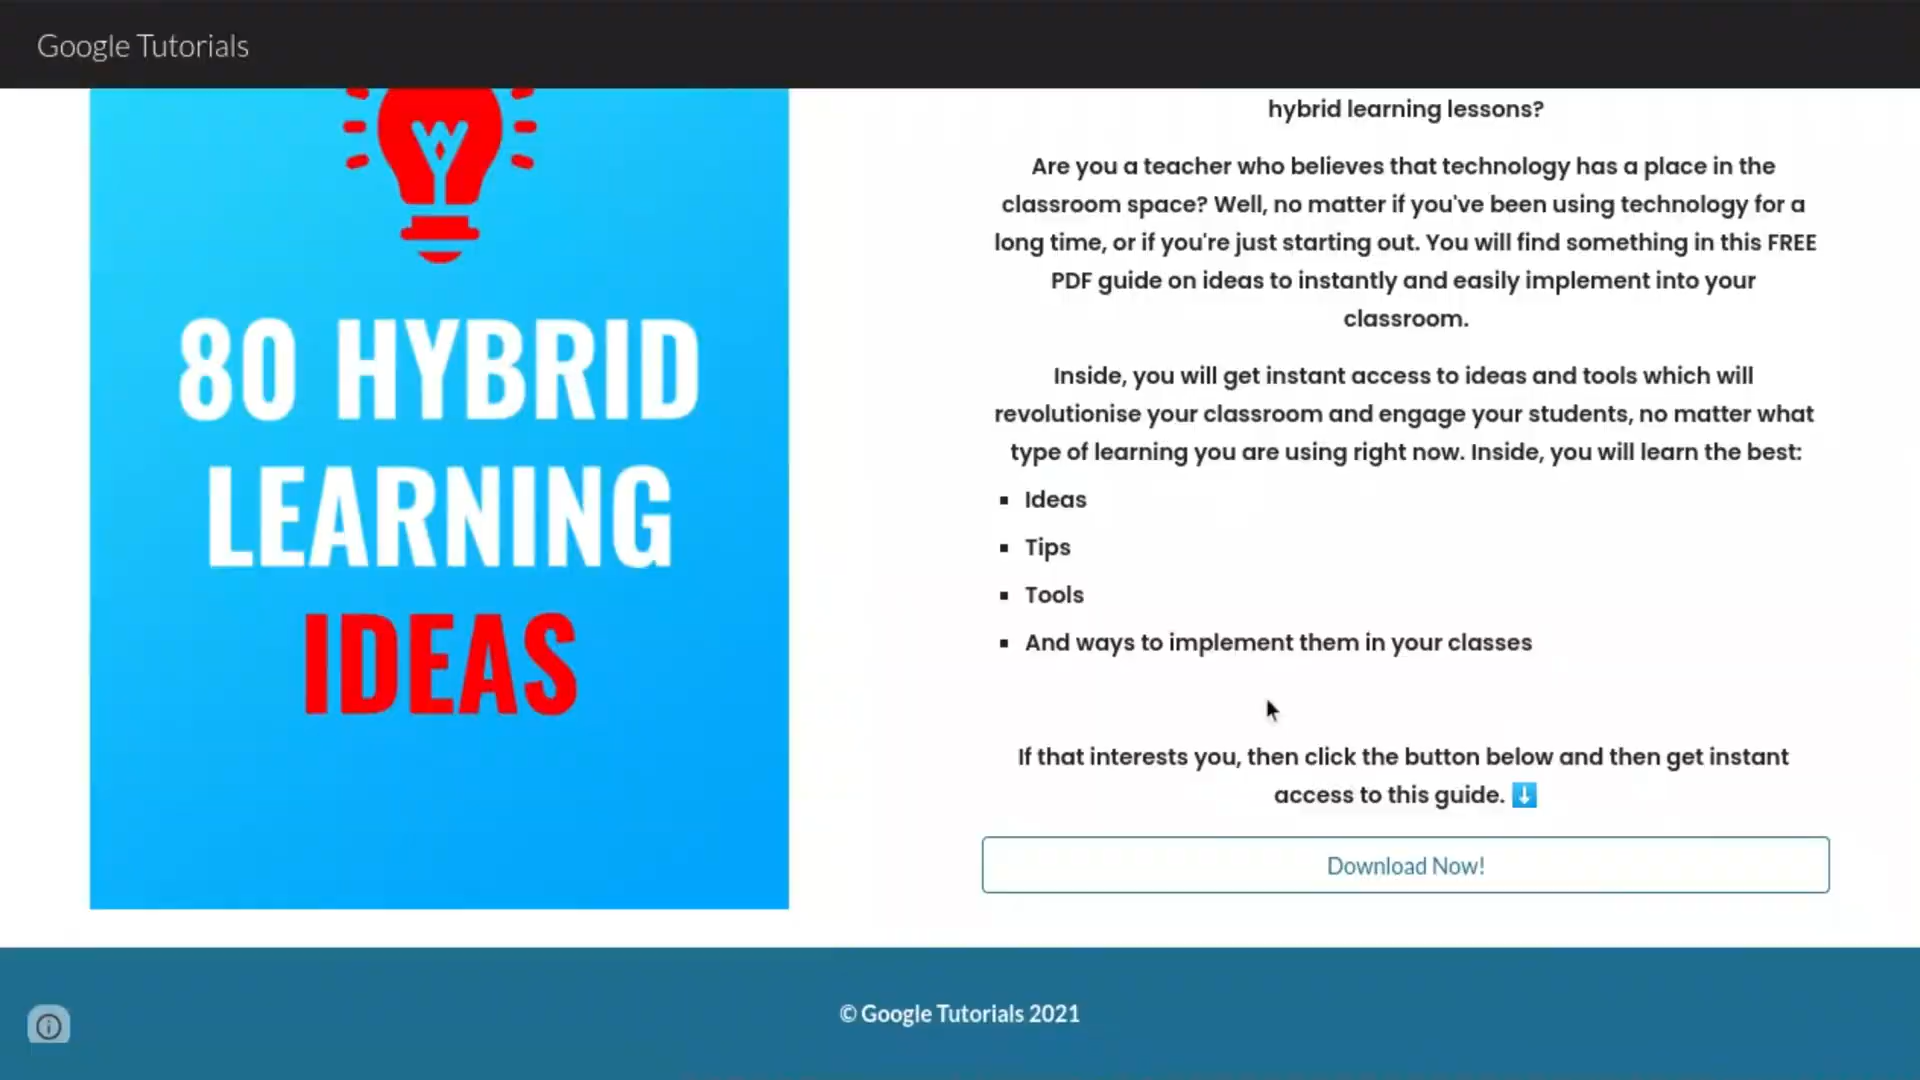 Google Tutorials
80 HYBRID
LEARNING
IDEAS
hybrid learning lessons?
Are you a teacher who believes that technology has a place in the
classroom space? Well, no matter if you've been using technology for a
long time, or if you're just starting out. You will find something in this FREE
PDF guide on ideas to instantly and easily implement into your
classroom.
Inside, you will get instant access to ideas and tools which will
revolutionise your classroom and engage your students, no matter what
type of learning you are using right now. Inside, you will learn the best:
Ideas
Tips
Tools
And ways to implement them in your classes
If that interests you, then click the button below and then get instant
access to this guide. ⬇️
Download Now!
© Google Tutorials 2021